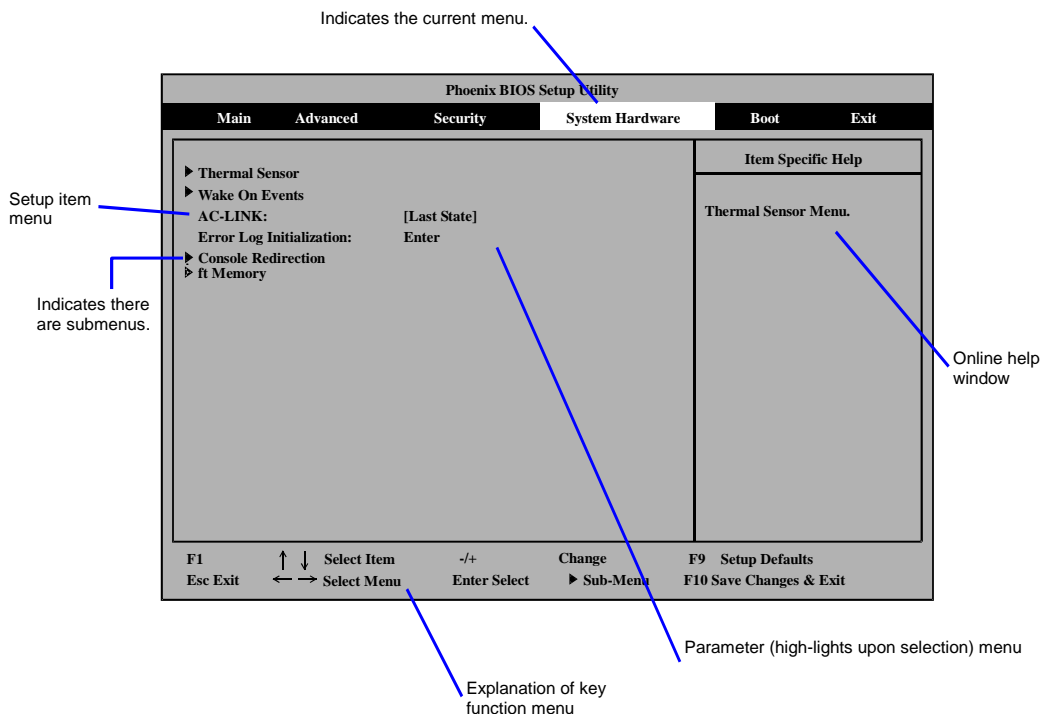 Indicates the current menu.
Phoenix BIOS Setup Utility
Main Advanced Security System Hardware Boot Exit
Item Specific Help
▶ Thermal Sensor
▶ Wake On Events
AC-LINK: [Last State]
Error Log Initialization: Enter
▶ Console Redirection
▶ ft Memory
Thermal Sensor Menu.
Setup item
menu
Indicates there
are submenus.
Online help
window
F1 ↑ ↓ Select Item -/+ Change F9 Setup Defaults
Esc Exit ← → Select Menu Enter Select ▶ Sub-Menu F10 Save Changes & Exit
Parameter (high-lights upon selection) menu
Explanation of key
function menu